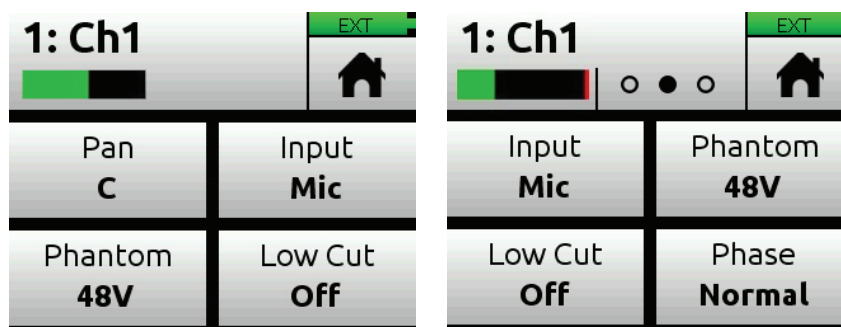 1: Ch1
EXT
Pan
C
Input
Mic
Phantom
48V
Low Cut
Off
1: Ch1
EXT
Input
Mic
Phantom
48V
Low Cut
Off
Phase
Normal